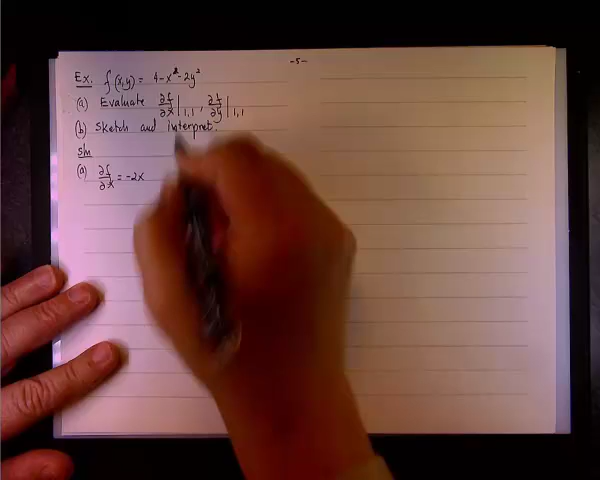 -5-
Ex. f(x,y) = 4-x²-2y²
(a) Evaluate ∂f/∂x|1,1 , ∂f/∂y|1,1
(b) Sketch and interpret.
Sln
(a) ∂f/∂x = -2x